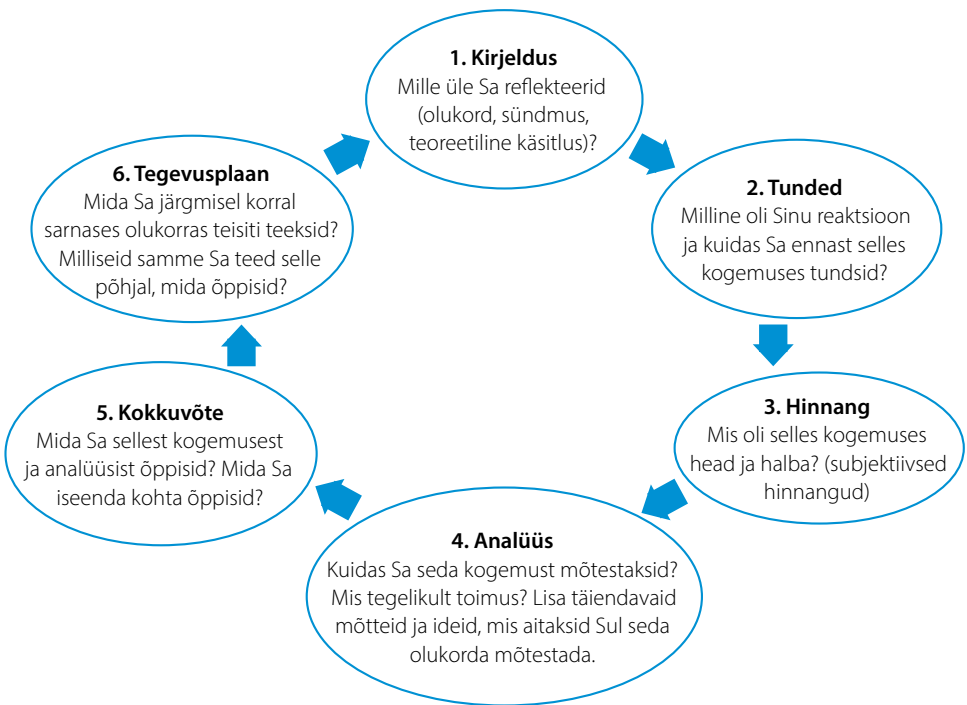 1. Kirjeldus
Mille üle Sa reflekteerid
(olukord, sündmus,
teoreetiline käsitlus)?
2. Tunded
Milline oli Sinu reaktsioon
ja kuidas Sa ennast selles
kogemuses tundsid?
3. Hinnang
Mis oli selles kogemuses
head ja halba? (subjektiivsed
hinnangud)
4. Analüüs
Kuidas Sa seda kogemust mõtestaksid?
Mis tegelikult toimus? Lisa täiendavaid
mõtteid ja ideid, mis aitaksid Sul seda
olukorda mõtestada.
5. Kokkuvõte
Mida Sa sellest kogemusest
ja analüüsist õppisid? Mida Sa
iseenda kohta õppisid?
6. Tegevusplaan
Mida Sa järgmisel korral
sarnases olukorras teisiti teeksid?
Milliseid samme Sa teed selle
põhjal, mida õppisid?